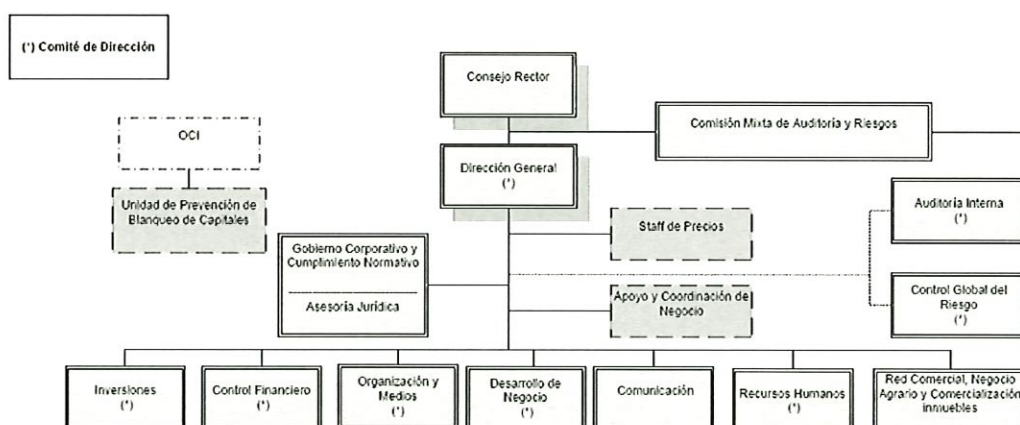 (*) Comité de Dirección
Consejo Rector
OCI
Comisión Mixta de Auditoría y Riesgos
Dirección General
(*)
Unidad de Prevención de
Blanqueo de Capitales
Auditoría Interna
(*)
Staff de Precios
Gobierno Corporativo y
Cumplimiento Normativo
Asesoría Jurídica
Apoyo y Coordinación de
Negocio
Control Global del
Riesgo
(*)
Inversiones
(*)
Control Financiero
(*)
Organización y
Medios
(*)
Desarrollo de
Negocio
(*)
Comunicación
Recursos Humanos
(*)
Red Comercial, Negocio
Agrario y Comercialización
inmuebles